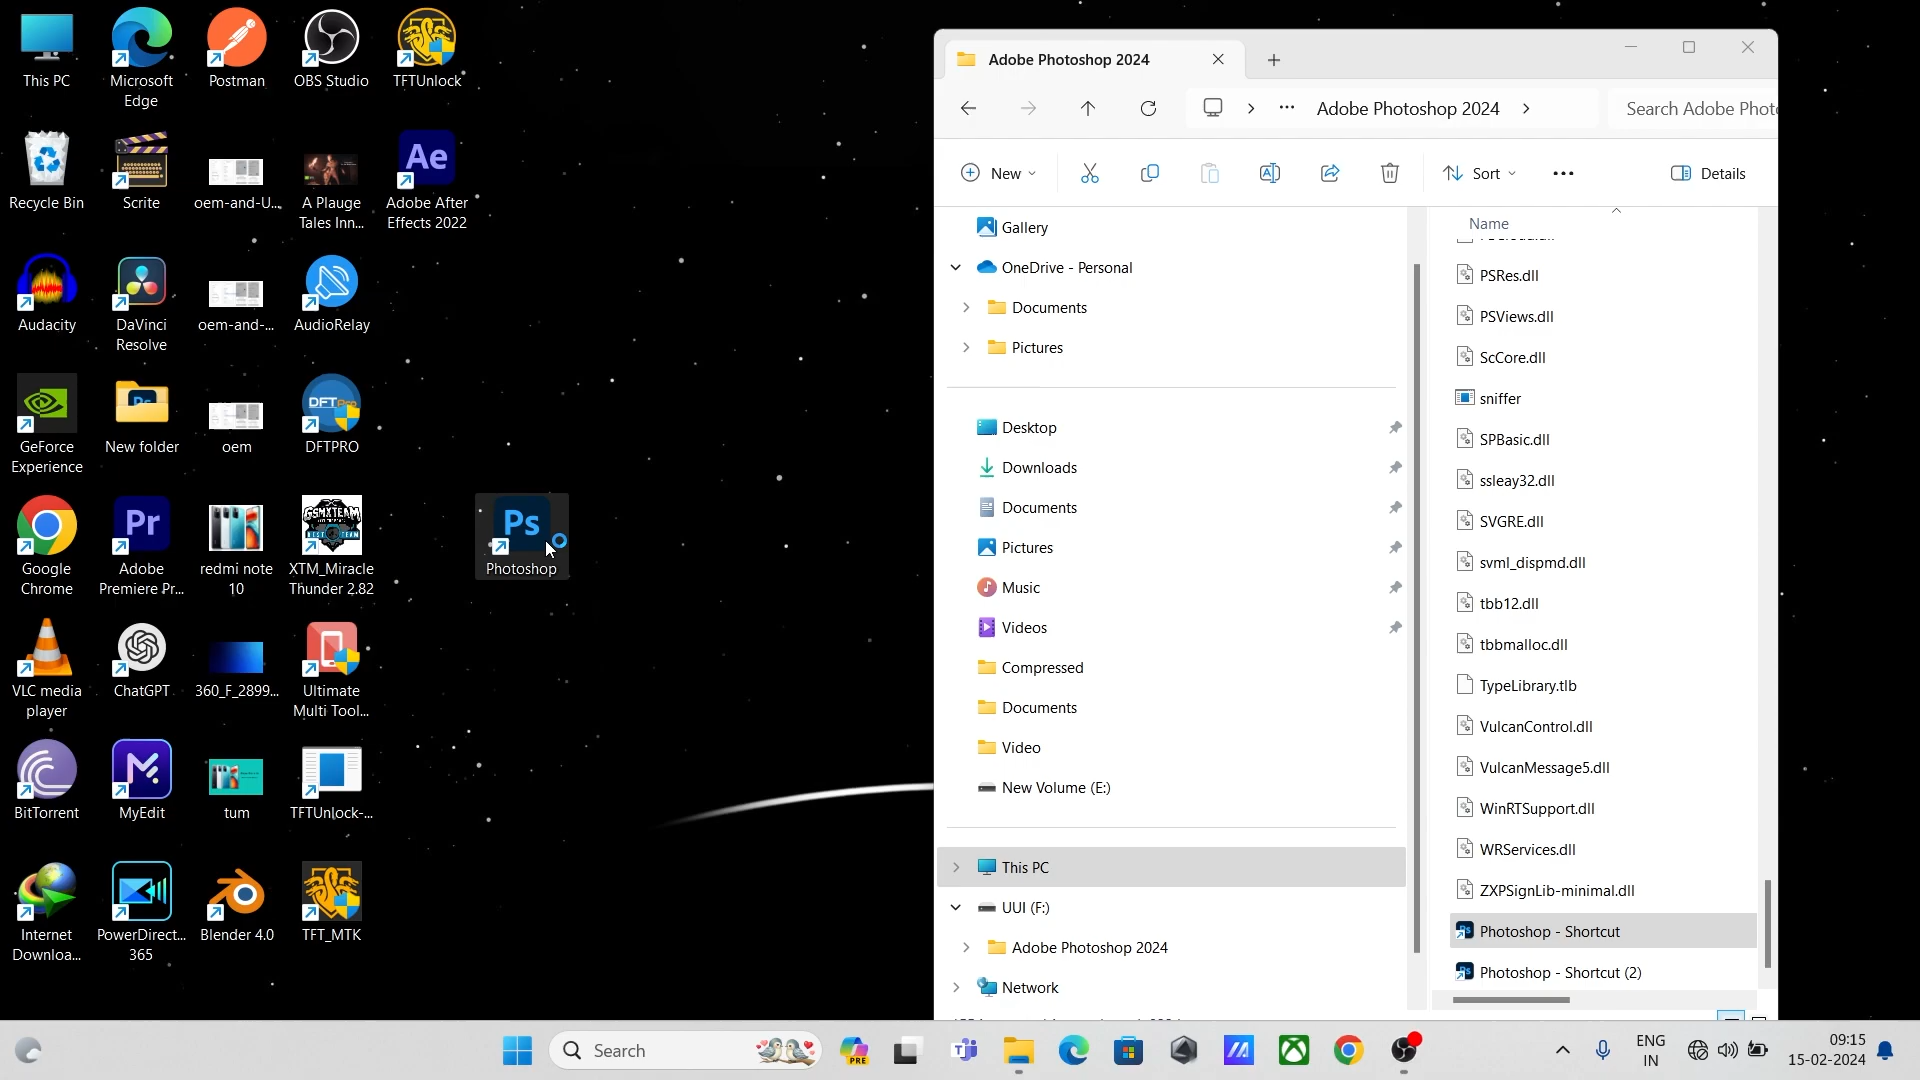 This PC
Microsoft
Edge
Postman
OBS Studio
TFTUnlock
Recycle Bin
Scrite
oem-and-U...
A Plauge
Tales Inn...
Ae
Adobe After
Effects 2022
Audacity
DaVinci
Resolve
oem-and-...
AudioRelay
GeForce
Experience
Ps
New folder
oem
DFTPro
DFTPRO
Google
Chrome
Pr
Adobe
Premiere Pr...
redmi note
10
GSMXTEAM
XTM_Miracle
Thunder 2.82
Ps
Photoshop
VLC media
player
ChatGPT
360_F_2899...
Ultimate
Multi Tool...
BitTorrent
MyEdit
tum
TFTUnlock-...
Internet
Downloa...
PowerDirect...
365
Blender 4.0
TFT_MTK
Adobe Photoshop 2024
Adobe Photoshop 2024
Search Adobe Phot
New
Sort
Details
Gallery
OneDrive - Personal
Documents
Pictures
Desktop
Downloads
Documents
Pictures
Music
Videos
Compressed
Documents
Video
New Volume (E:)
This PC
UUI (F:)
Adobe Photoshop 2024
Network
Name
PSRes.dll
PSViews.dll
ScCore.dll
sniffer
SPBasic.dll
ssleay32.dll
SVGRE.dll
svml_dispmd.dll
tbb12.dll
tbbmalloc.dll
TypeLibrary.tlb
VulcanControl.dll
VulcanMessage5.dll
WinRTSupport.dll
WRServices.dll
ZXPSignLib-minimal.dll
Photoshop - Shortcut
Photoshop - Shortcut (2)
Search
PRE
ENG
IN
09:15
15-02-2024